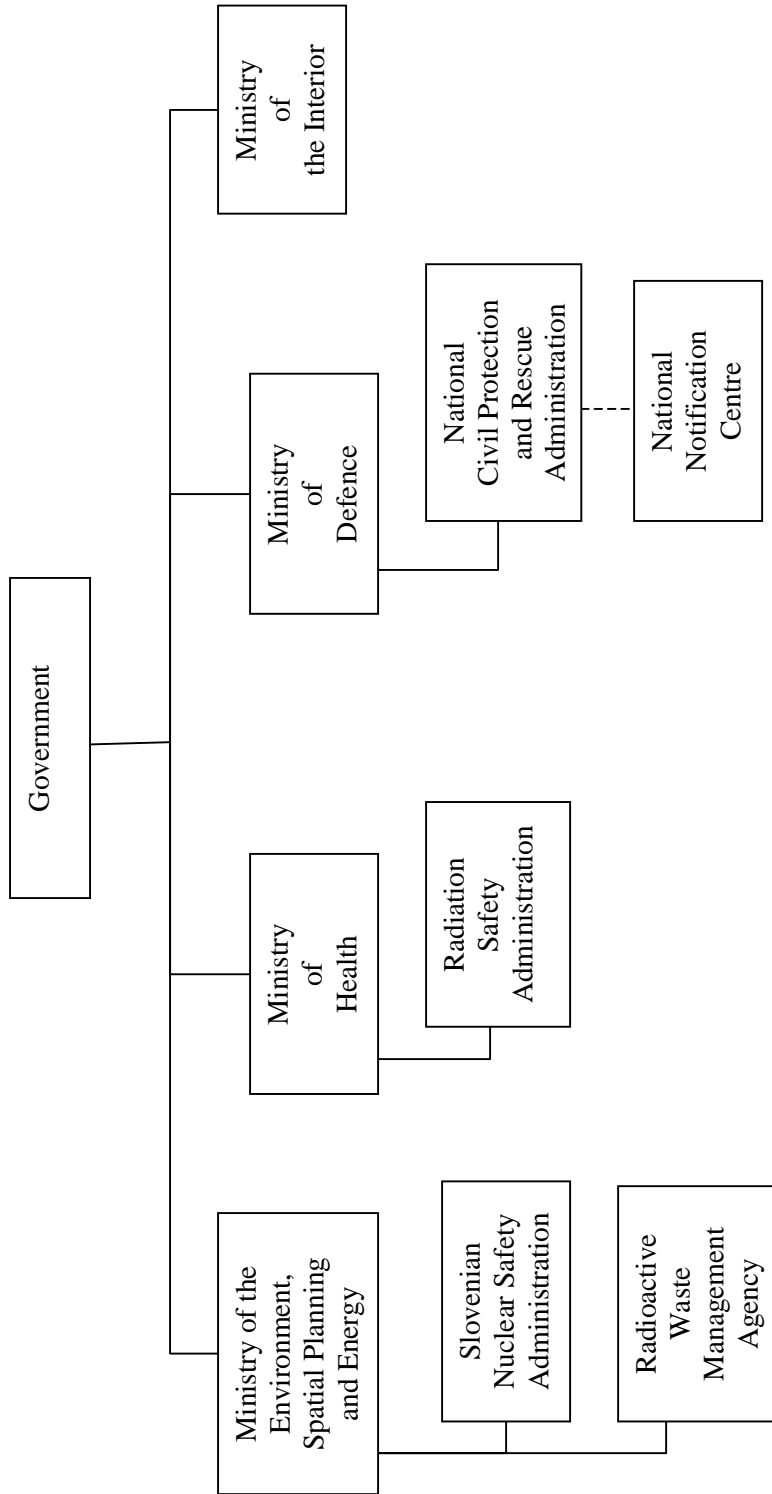 Government
Ministry of the
Environment,
Spatial Planning
and Energy
Ministry
of
Health
Ministry
of
Defence
Ministry
of
the Interior
Slovenian
Nuclear Safety
Administration
Radiation
Safety
Administration
National
Civil Protection
and Rescue
Administration
Radioactive
Waste
Management
Agency
National
Notification
Centre